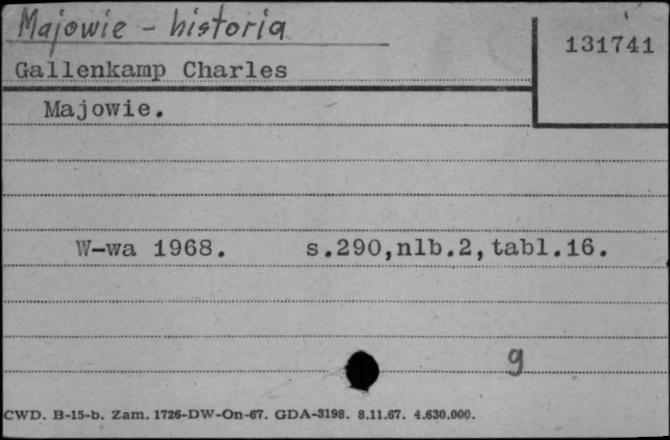 Majowie - historia
131741
Gallenkamp Charles
Majowie.
W-wa 1968. s.290,nlb.2,tabl.16.
g
CWD. B-15-b. Zam. 1726-DW-On-67. GDA-3198. 8.11.67. 4.630.000.